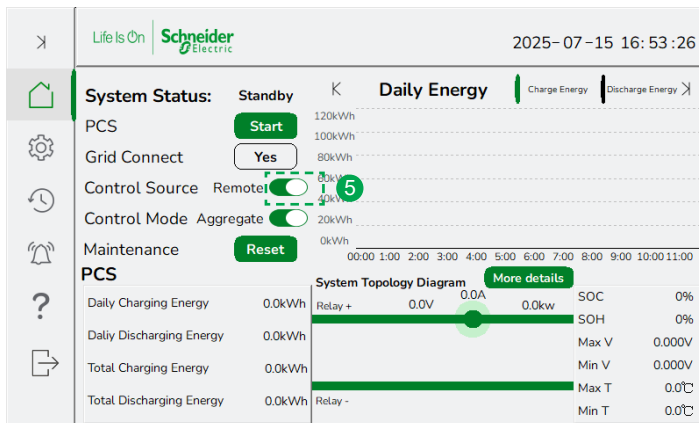 Life Is On Schneider Electric
2025-07-15 16:53:26
System Status: Standby
PCS Start
Grid Connect Yes
Control Source Remote
Control Mode Aggregate
Maintenance Reset
5
Daily Energy
Charge Energy
Discharge Energy
120kWh
100kWh
80kWh
60kWh
40kWh
20kWh
0kWh
00:00 1:00 2:00 3:00 4:00 5:00 6:00 7:00 8:00 9:00 10:00 11:00
PCS
Daily Charging Energy 0.0kWh
Daliy Discharging Energy 0.0kWh
Total Charging Energy 0.0kWh
Total Discharging Energy 0.0kWh
System Topology Diagram
More details
Relay + 0.0V 0.0A 0.0kw
Relay -
SOC 0%
SOH 0%
Max V 0.000V
Min V 0.000V
Max T 0.0℃
Min T 0.0℃